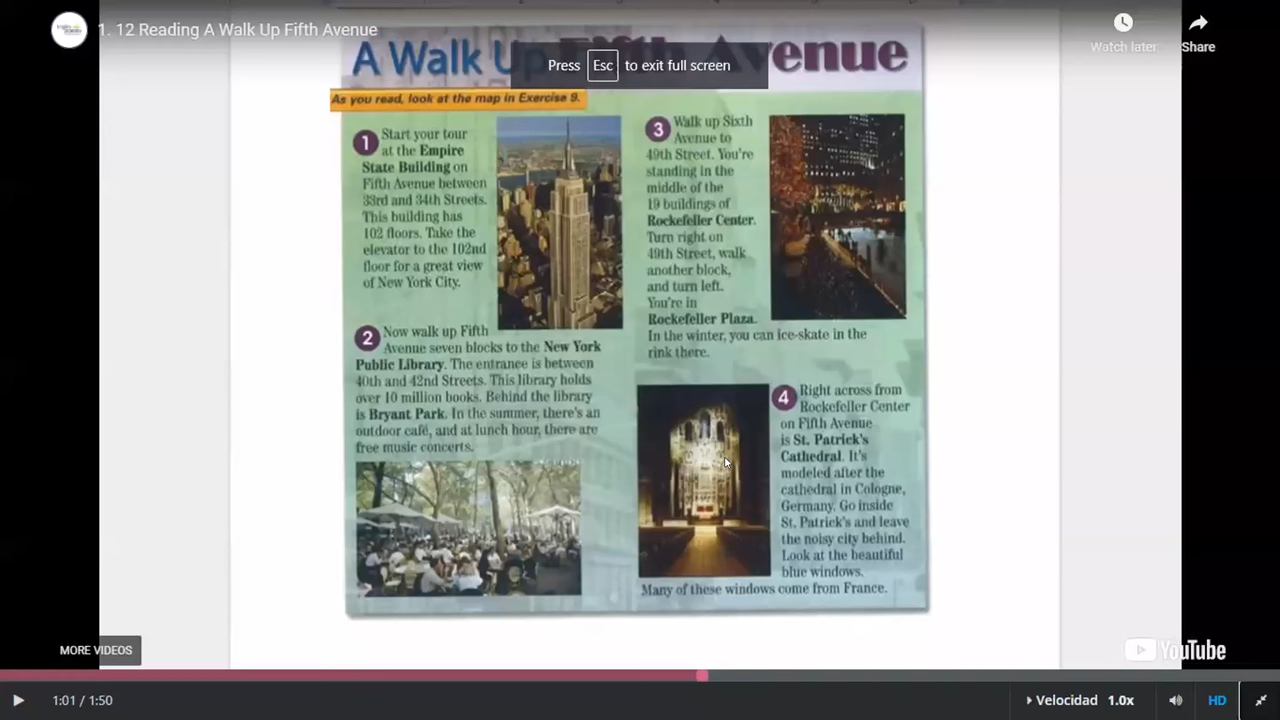 1. 12 Reading A Walk Up Fifth Avenue
Watch later
Share
A Walk Up Fifth Avenue
Press Esc to exit full screen
As you read, look at the map in Exercise 9.
1 Start your tour
at the Empire
State Building on
Fifth Avenue between
33rd and 34th Streets.
This building has
102 floors. Take the
elevator to the 102nd
floor for a great view
of New York City.
2 Now walk up Fifth
Avenue seven blocks to the New York
Public Library. The entrance is between
40th and 42nd Streets. This library holds
over 10 million books. Behind the library
is Bryant Park. In the summer, there's an
outdoor café, and at lunch hour, there are
free music concerts.
3 Walk up Sixth
Avenue to
49th Street. You're
standing in the
middle of the
19 buildings of
Rockefeller Center.
Turn right on
49th Street, walk
another block,
and turn left.
You're in
Rockefeller Plaza.
In the winter, you can ice-skate in the
rink there.
4 Right across from
Rockefeller Center
on Fifth Avenue
is St. Patrick's
Cathedral. It's
modeled after the
cathedral in Cologne,
Germany. Go inside
St. Patrick's and leave
the noisy city behind.
Look at the beautiful
blue windows.
Many of these windows come from France.
MORE VIDEOS
YouTube
1:01 / 1:50
Velocidad 1.0x
HD